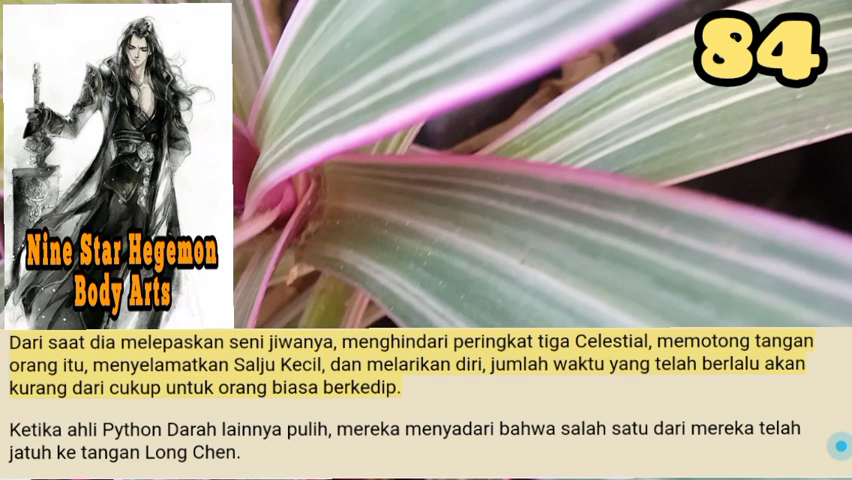 84
Nine Star Hegemon
Body Arts
Dari saat dia melepaskan seni jiwanya, menghindari peringkat tiga Celestial, memotong tangan
orang itu, menyelamatkan Salju Kecil, dan melarikan diri, jumlah waktu yang telah berlalu akan
kurang dari cukup untuk orang biasa berkedip.
Ketika ahli Python Darah lainnya pulih, mereka menyadari bahwa salah satu dari mereka telah
jatuh ke tangan Long Chen.